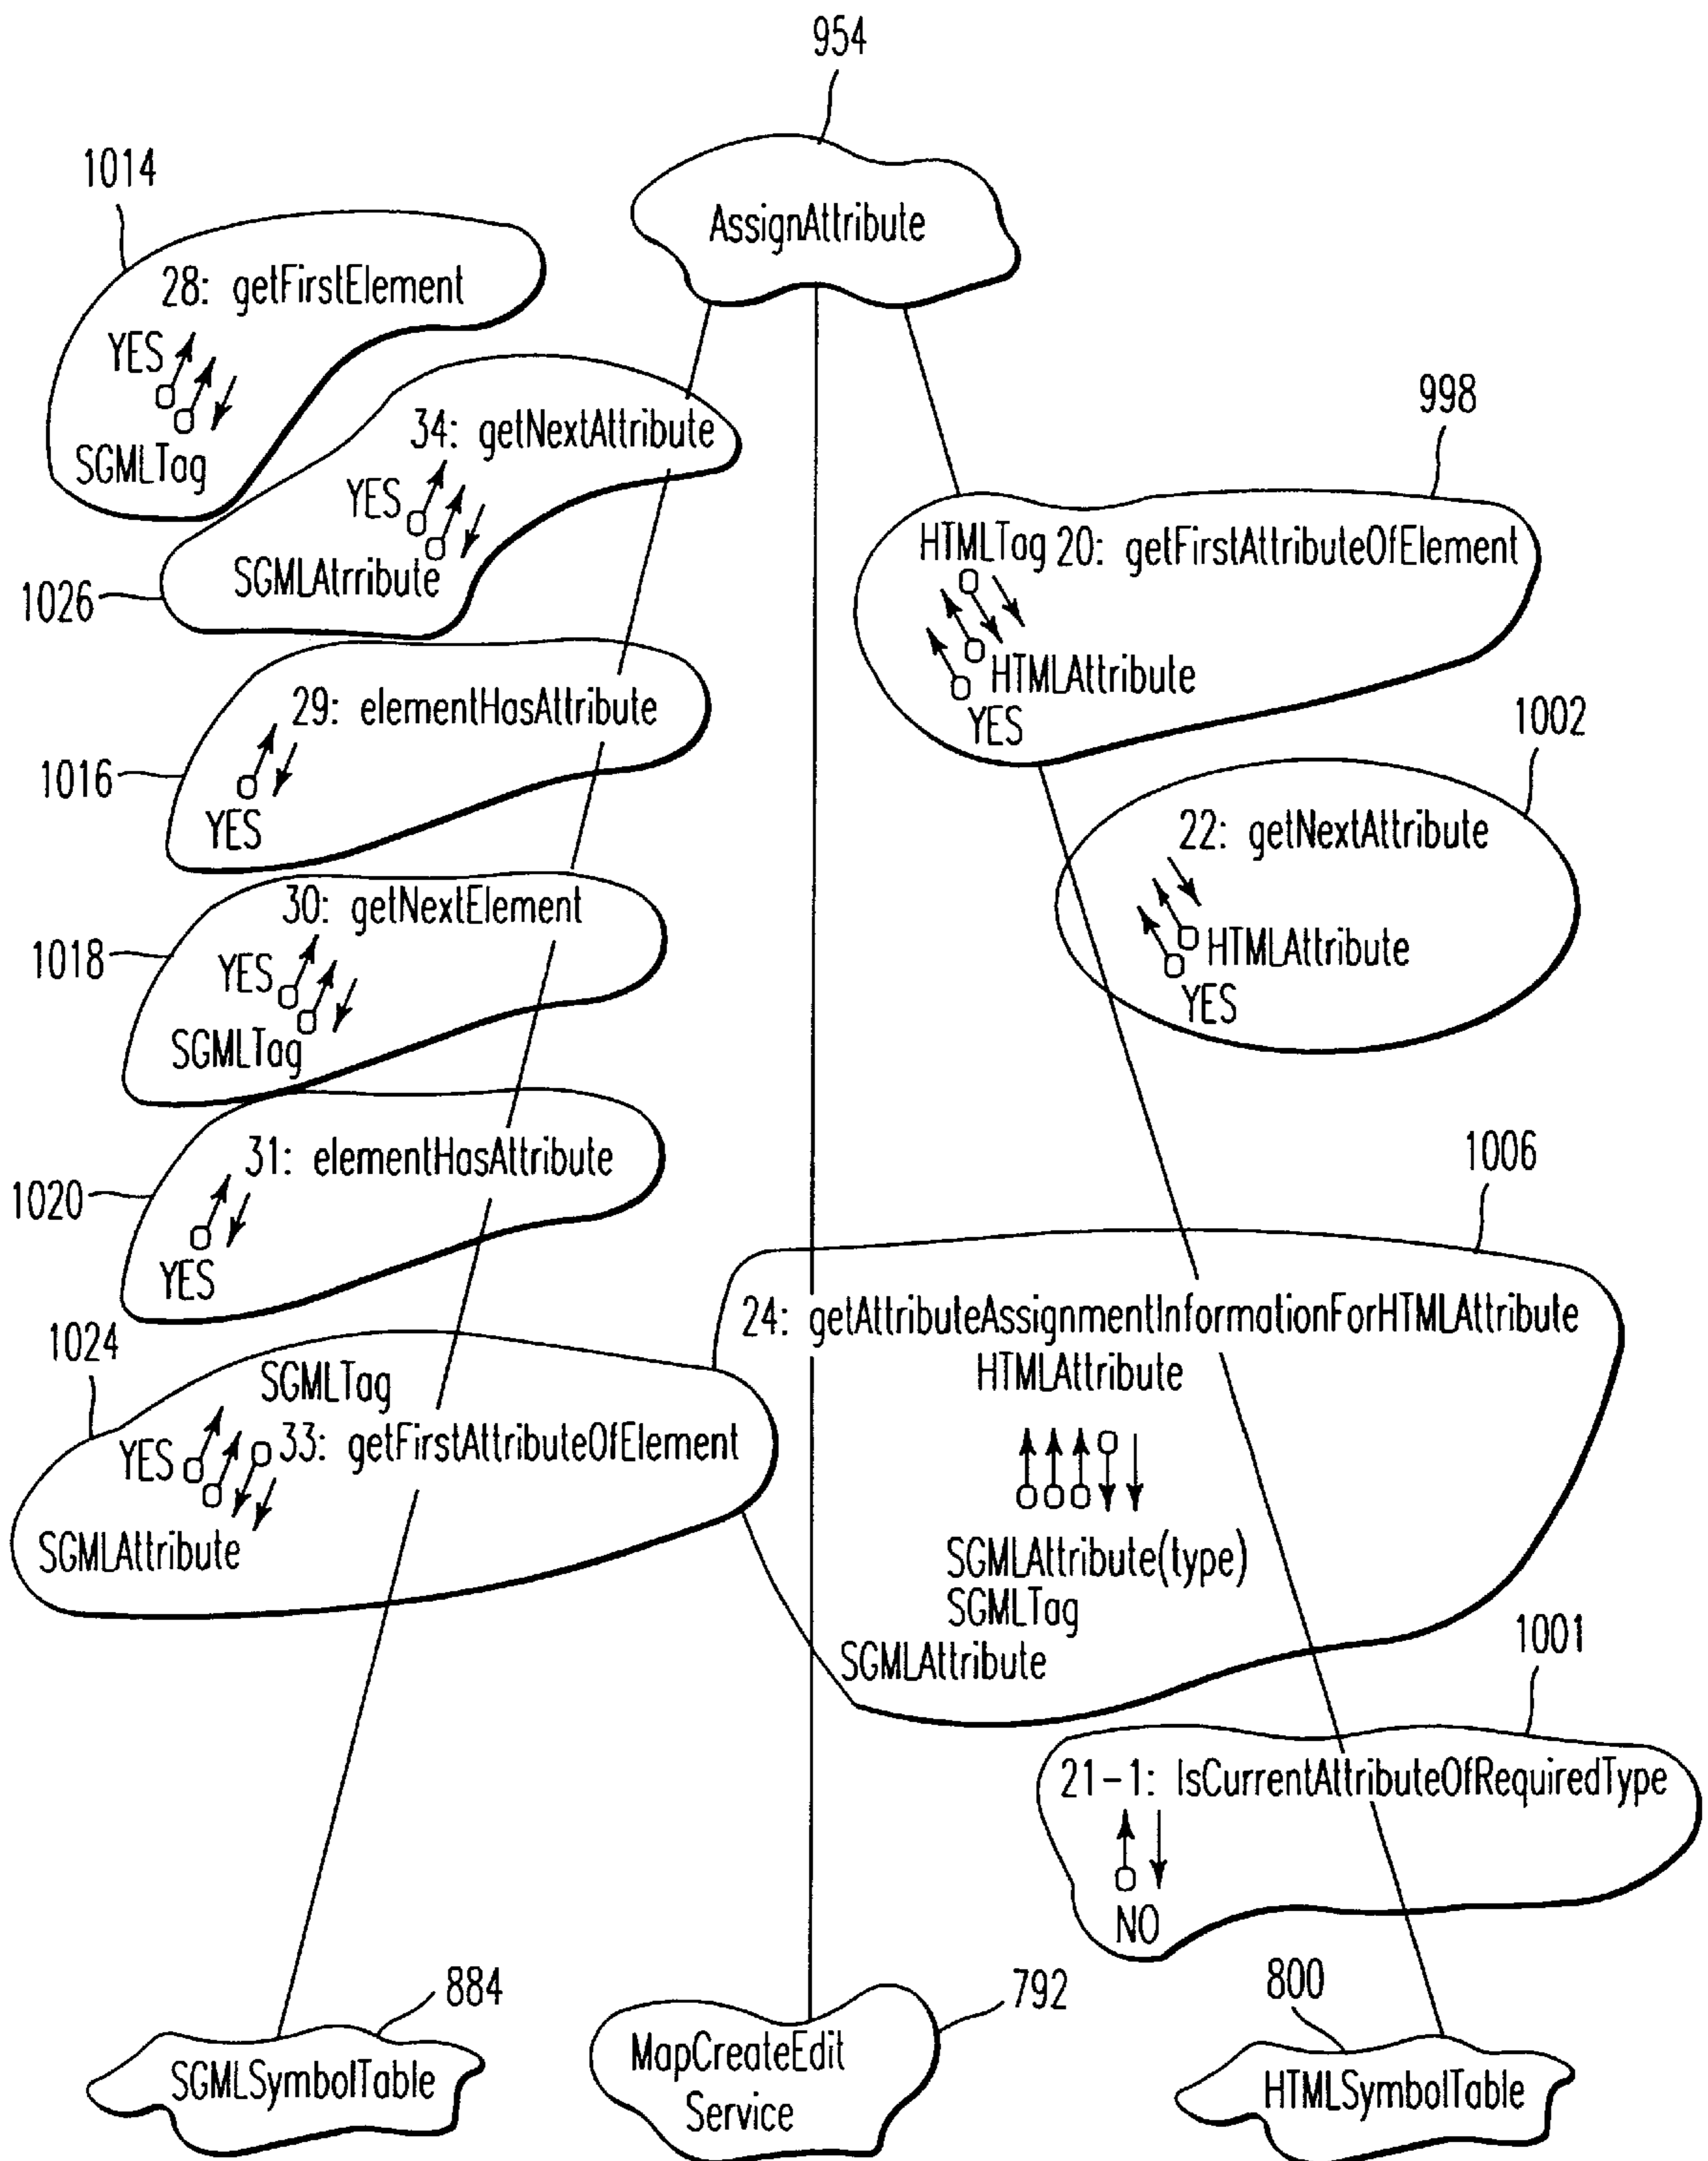 954
AssignAttribute
1014
28: getFirstElement
YES
SGMLTag
34: getNextAttribute
YES
SGMLAtrribute
1026
998
HTMLTag 20: getFirstAttributeOfElement
HTMLAttribute
YES
29: elementHasAttribute
1016
YES
1002
22: getNextAttribute
HTMLAttribute
YES
30: getNextElement
1018
YES
SGMLTag
31: elementHasAttribute
1020
YES
1006
24: getAttributeAssignmentInformationForHTMLAttribute
HTMLAttribute
SGMLAttribute(type)
SGMLTag
SGMLAttribute
1024
SGMLTag
YES
33: getFirstAttributeOfElement
SGMLAttribute
1001
21-1: IsCurrentAttributeOfRequiredType
NO
884
SGMLSymbolTable
792
MapCreateEdit
Service
800
HTMLSymbolTable